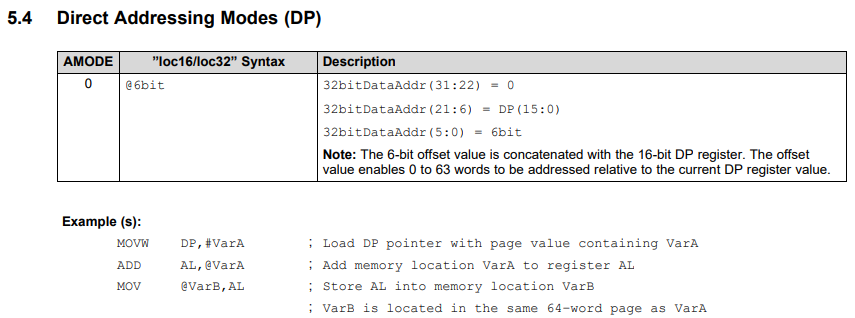 5.4 Direct Addressing Modes (DP)
AMODE "loc16/loc32" Syntax Description
0 @6bit 32bitDataAddr(31:22) = 0
32bitDataAddr(21:6) = DP(15:0)
32bitDataAddr(5:0) = 6bit
Note: The 6-bit offset value is concatenated with the 16-bit DP register. The offset
value enables 0 to 63 words to be addressed relative to the current DP register value.
Example (s):
MOVW DP,#VarA ; Load DP pointer with page value containing VarA
ADD AL,@VarA ; Add memory location VarA to register AL
MOV @VarB,AL ; Store AL into memory location VarB
; VarB is located in the same 64-word page as VarA